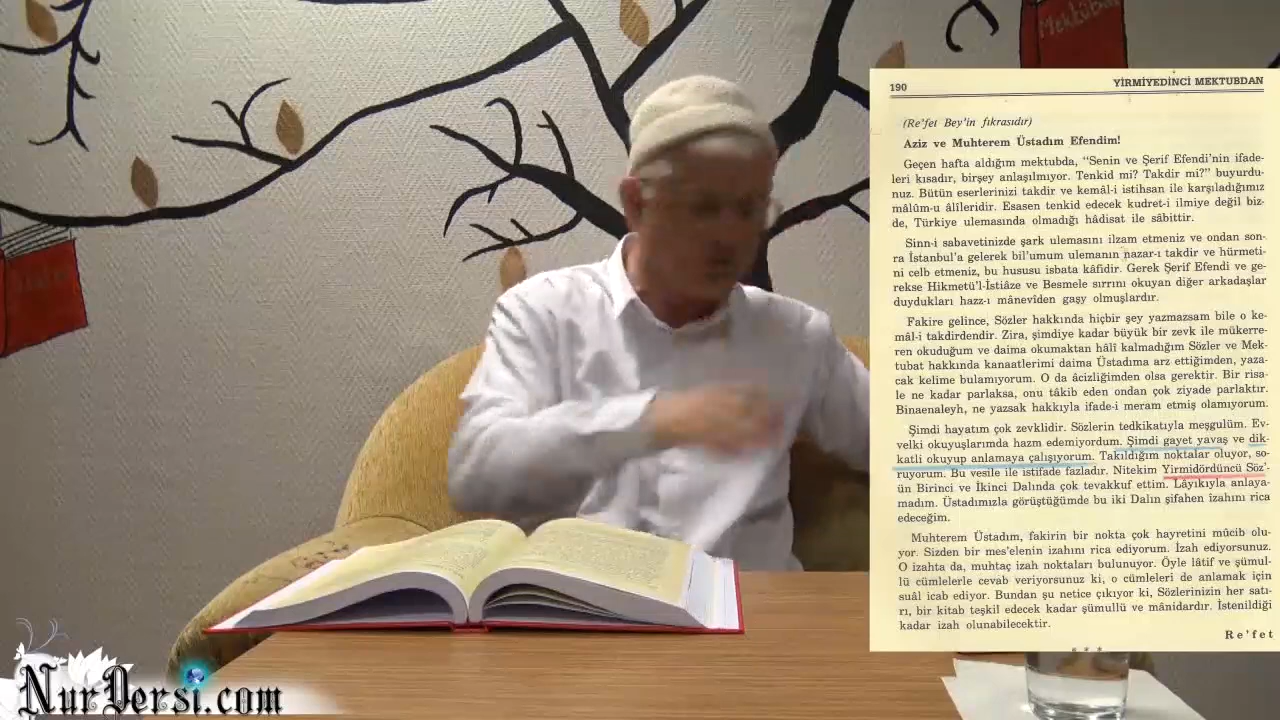 Mektubat
190 YİRMİYEDİNCİ MEKTUBDAN
(Re'fet Bey'in fıkrasıdır)
Aziz ve Muhterem Üstadım Efendim!
Geçen hafta aldığım mektubda, "Senin ve Şerif Efendi'nin ifade-
leri kısadır, birşey anlaşılmıyor. Tenkid mi? Takdir mi?" buyurdu-
nuz. Bütün eserlerinizi takdir ve kemâl-i istihsan ile karşıladığımız
mâlûm-u âlîleridir. Esasen tenkid edecek kudret-i ilmiye değil biz-
de, Türkiye ulemasında olmadığı hâdisat ile sâbittir.
Sinn-i sabavetinizde şark ulemasını ilzam etmeniz ve ondan son-
ra İstanbul'a gelerek bil'umum ulemanın nazar-ı takdir ve hürmeti-
ni celb etmeniz, bu hususu isbata kâfidir. Gerek Şerif Efendi ve ge-
rekse Hikmetü'l-İstiâze ve Besmele sırrını okuyan diğer arkadaşlar
duydukları hazz-ı mânevîden gaşy olmuşlardır.
Fakire gelince, Sözler hakkında hiçbir şey yazmazsam bile o ke-
mâl-i takdirdendir. Zira, şimdiye kadar büyük bir zevk ile mükerre-
ren okuduğum ve daima okumaktan hâlî kalmadığım Sözler ve Mek-
tubat hakkında kanaatlerimi daima Üstadıma arz ettiğimden, yaza-
cak kelime bulamıyorum. O da âcizliğimden olsa gerektir. Bir risa-
le ne kadar parlaksa, onu tâkib eden ondan çok ziyade parlaktır.
Binaenaleyh, ne yazsak hakkıyla ifade-i meram etmiş olamıyorum.
Şimdi hayatım çok zevklidir. Sözlerin tedkikatıyla meşgulüm. Ev-
velki okuyuşlarımda hazm edemiyordum. Şimdi gayet yavaş ve dik-
katli okuyup anlamaya çalışıyorum. Takıldığım noktalar oluyor, so-
ruyorum. Bu vesile ile istifade fazladır. Nitekim Yirmidördüncü Söz'-
ün Birinci ve İkinci Dalında çok tevakkuf ettim. Lâyıkıyla anlaya-
madım. Üstadımızla görüştüğümde bu iki Dalın şifahen izahını rica
edeceğim.
Muhterem Üstadım, fakirin bir nokta çok hayretini mûcib olu-
yor. Sizden bir mes'elenin izahını rica ediyorum. İzah ediyorsunuz.
O izahta da, muhtaç izah noktaları bulunuyor. Öyle lâtif ve şümul-
lü cümlelerle cevab veriyorsunuz ki, o cümleleri de anlamak için
suâl icab ediyor. Bundan şu netice çıkıyor ki, Sözlerinizin her satı-
rı, bir kitab teşkil edecek kadar şümullü ve mânidardır. İstenildiği
kadar izah olunabilecektir.
Re'fet
* * *
NurDersi.com